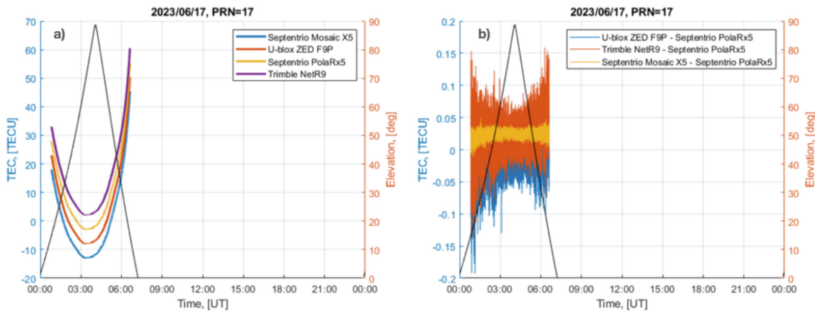 2023/06/17, PRN=17
a)
Septentrio Mosaic X5
U-blox ZED F9P
Septentrio PolaRx5
Trimble NetR9
TEC, [TECU]
70
60
50
40
30
20
10
0
-10
-20
Elevation, [deg]
90
80
70
60
50
40
30
20
10
0
00:00 03:00 06:00 09:00 12:00 15:00 18:00 21:00 00:00
Time, [UT]
2023/06/17, PRN=17
b)
U-blox ZED F9P - Septentrio PolaRx5
Trimble NetR9 - Septentrio PolaRx5
Septentrio Mosaic X5 - Septentrio PolaRx5
TEC, [TECU]
0.2
0.15
0.1
0.05
0
-0.05
-0.1
-0.15
-0.2
Elevation, [deg]
90
80
70
60
50
40
30
20
10
0
00:00 03:00 06:00 09:00 12:00 15:00 18:00 21:00 00:00
Time, [UT]